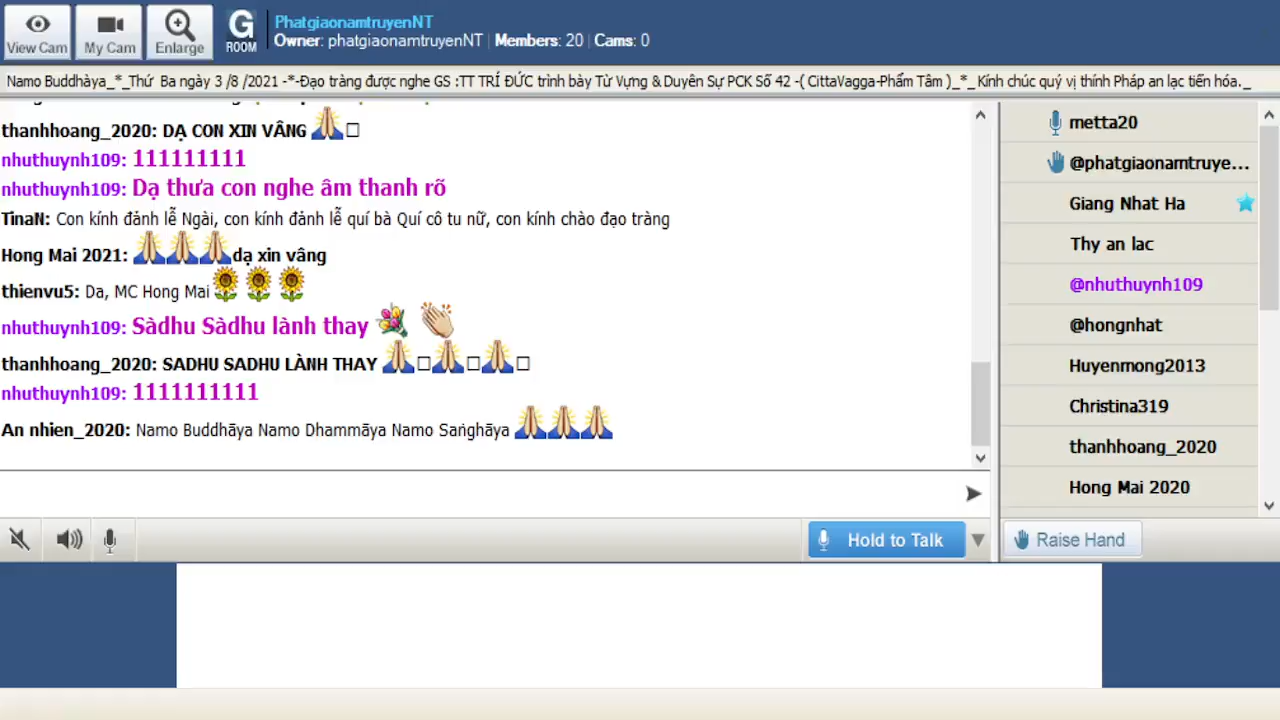 View Cam
My Cam
Enlarge
G
ROOM
PhatgiaonamtruyenNT
Owner: phatgiaonamtruyenNT | Members: 20 | Cams: 0
Namo Buddhàya_*_Thứ Ba ngày 3 /8 /2021 -*-Đạo tràng được nghe GS :TT TRÍ ĐỨC trình bày Từ Vựng & Duyên Sự PCK Số 42 -( CittaVagga-Phẩm Tâm )_*_Kính chúc quý vị thính Pháp an lạc tiến hóa._
thanhhoang_2020: DẠ CON XIN VÂNG
nhuthuynh109: 111111111
nhuthuynh109: Dạ thưa con nghe âm thanh rõ
TinaN: Con kính đảnh lễ Ngài, con kính đảnh lễ quí bà Quí cô tu nữ, con kính chào đạo tràng
Hong Mai 2021: dạ xin vâng
thienvu5: Da, MC Hong Mai
nhuthuynh109: Sàdhu Sàdhu lành thay
thanhhoang_2020: SADHU SADHU LÀNH THAY
nhuthuynh109: 1111111111
An nhien_2020: Namo Buddhāya Namo Dhammāya Namo Saṅghāya
metta20
@phatgiaonamtruye...
Giang Nhat Ha
Thy an lac
@nhuthuynh109
@hongnhat
Huyenmong2013
Christina319
thanhhoang_2020
Hong Mai 2020
Hold to Talk
Raise Hand